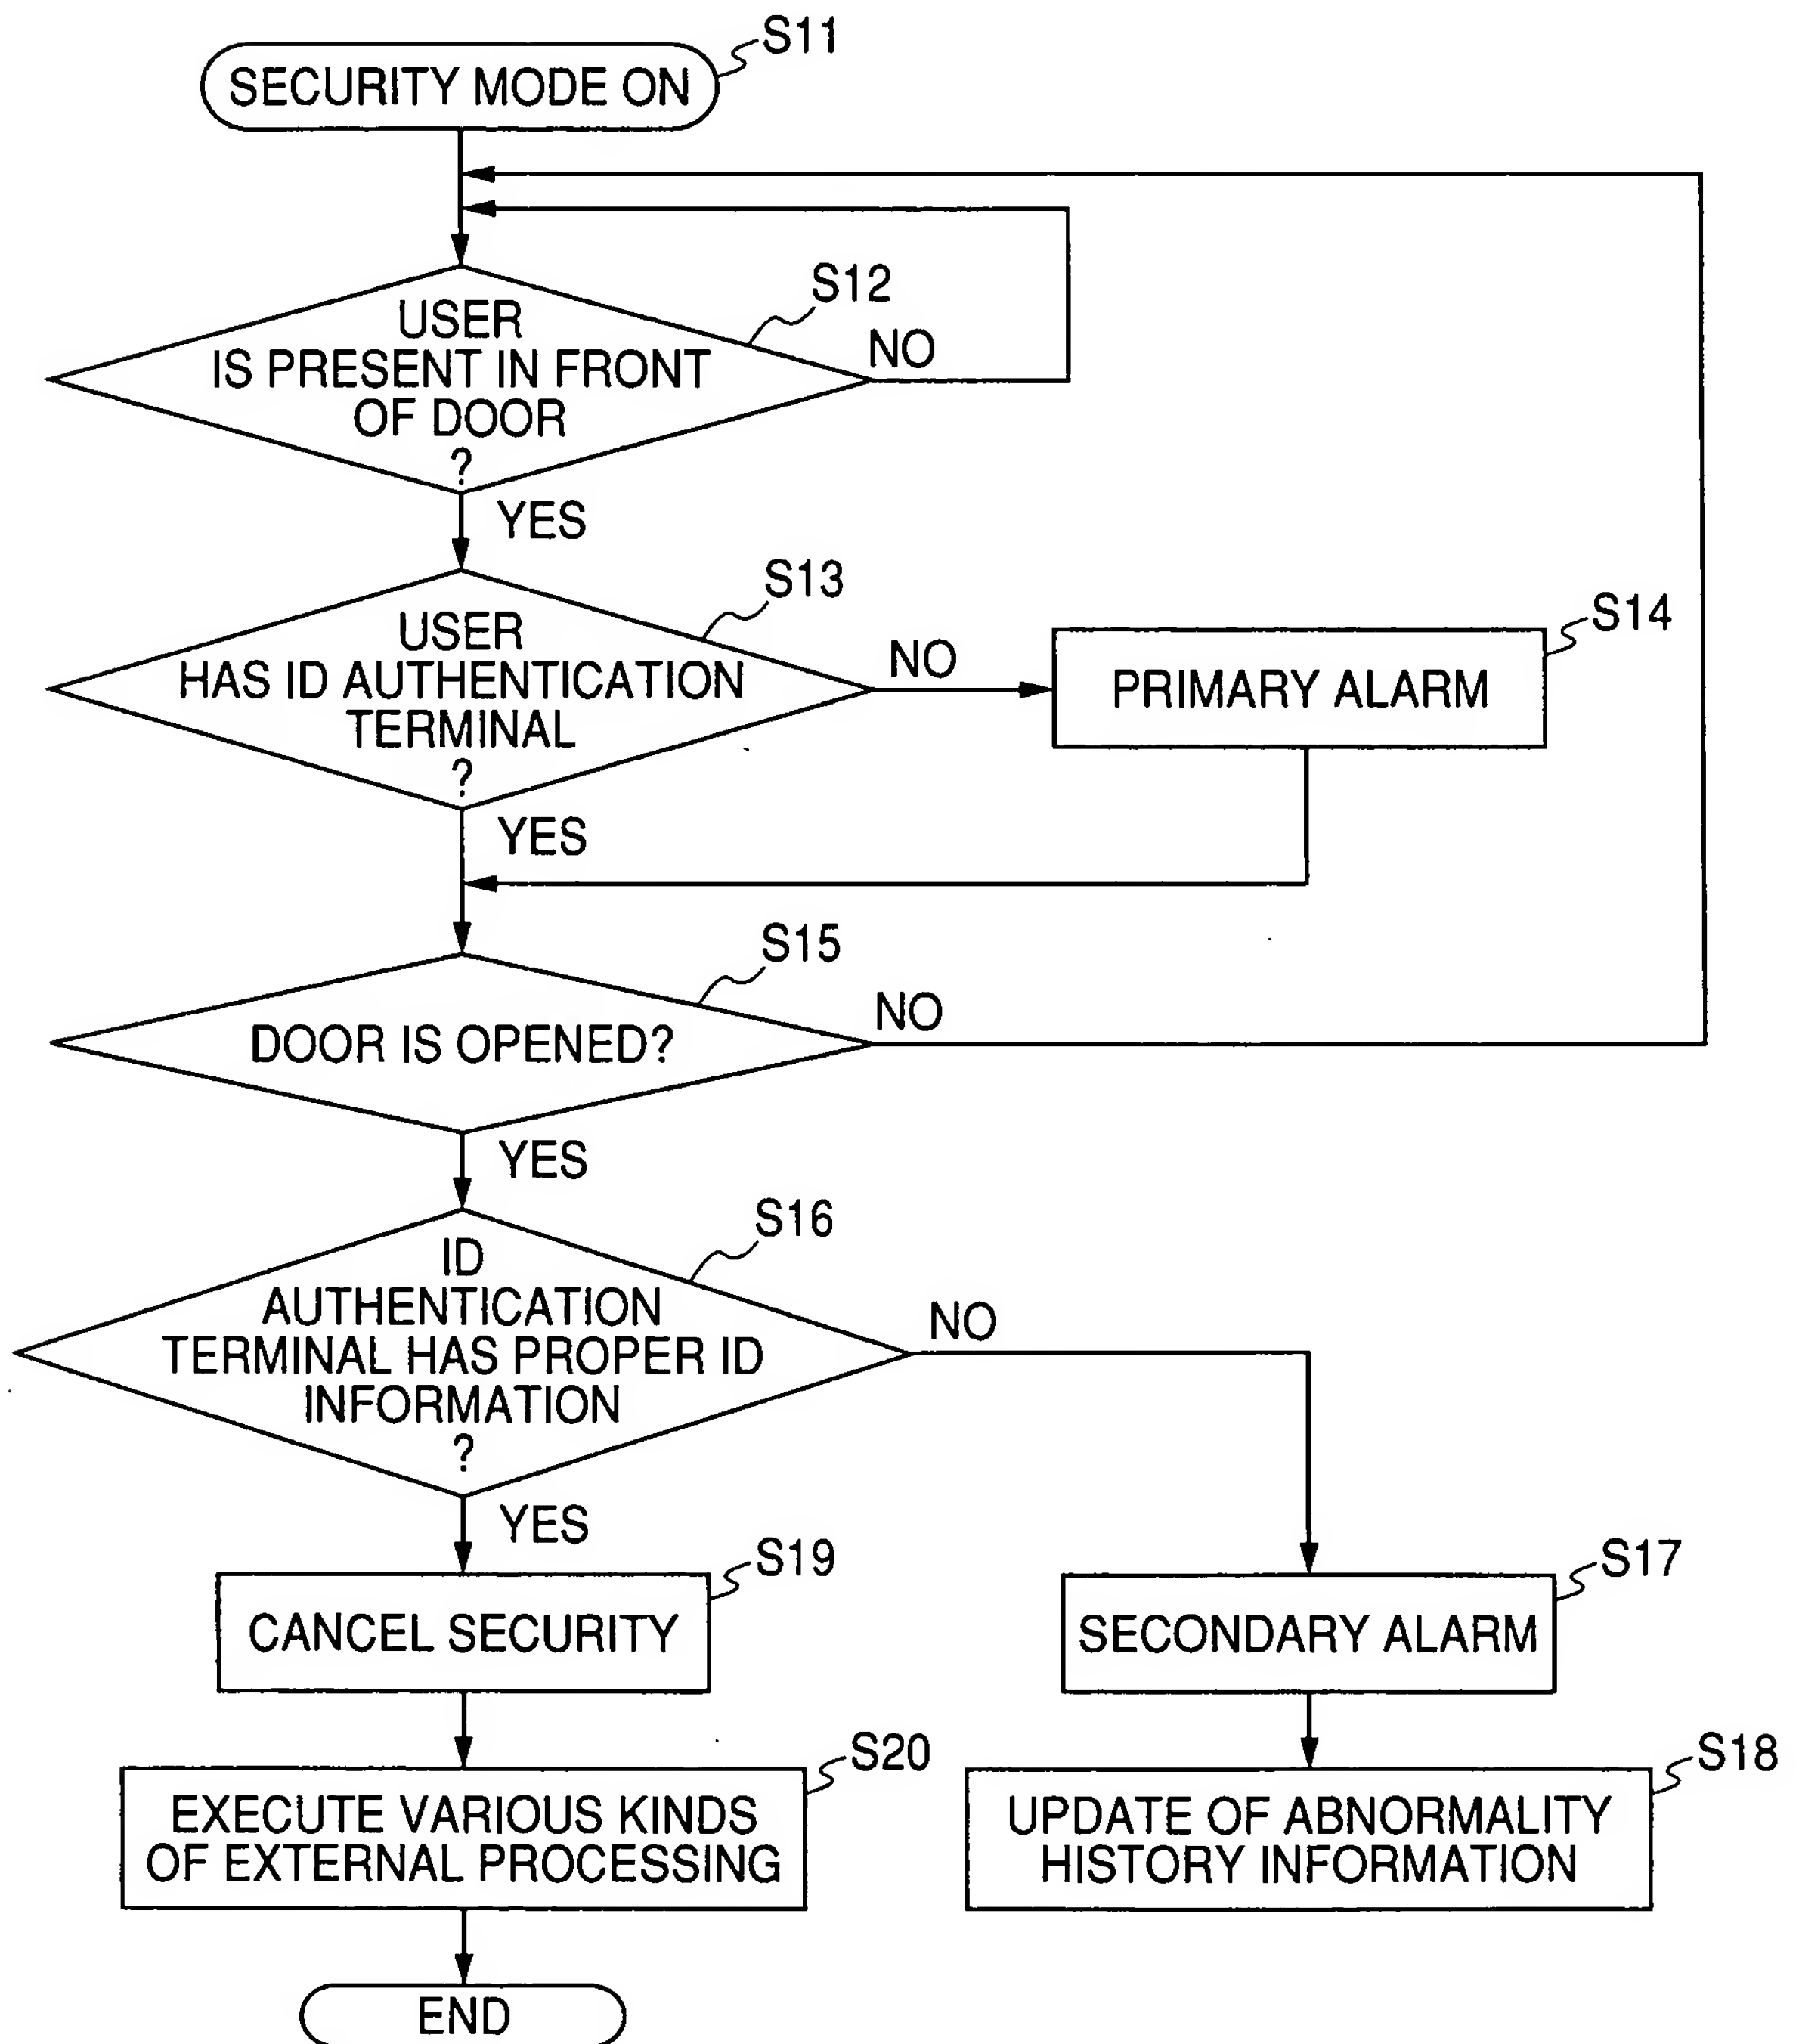 S11
SECURITY MODE ON
S12
USER
IS PRESENT IN FRONT
OF DOOR
?
NO
YES
S13
USER
HAS ID AUTHENTICATION
TERMINAL
?
NO
S14
PRIMARY ALARM
YES
S15
DOOR IS OPENED?
NO
YES
S16
ID
AUTHENTICATION
TERMINAL HAS PROPER ID
INFORMATION
?
NO
YES
S19
CANCEL SECURITY
S17
SECONDARY ALARM
S20
EXECUTE VARIOUS KINDS
OF EXTERNAL PROCESSING
S18
UPDATE OF ABNORMALITY
HISTORY INFORMATION
END